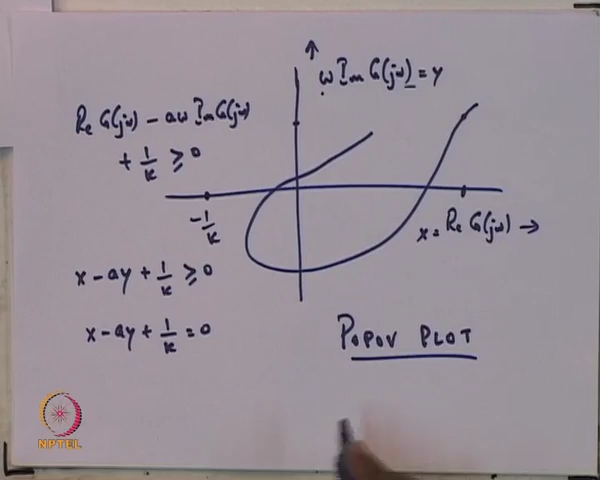 ω Im G(jω) = y
Re G(jω) - aω Im G(jω)
+ 1/K ≥ 0
-1/K
x = Re G(jω) →
x - ay + 1/K ≥ 0
x - ay + 1/K = 0
POPOV PLOT
NPTEL